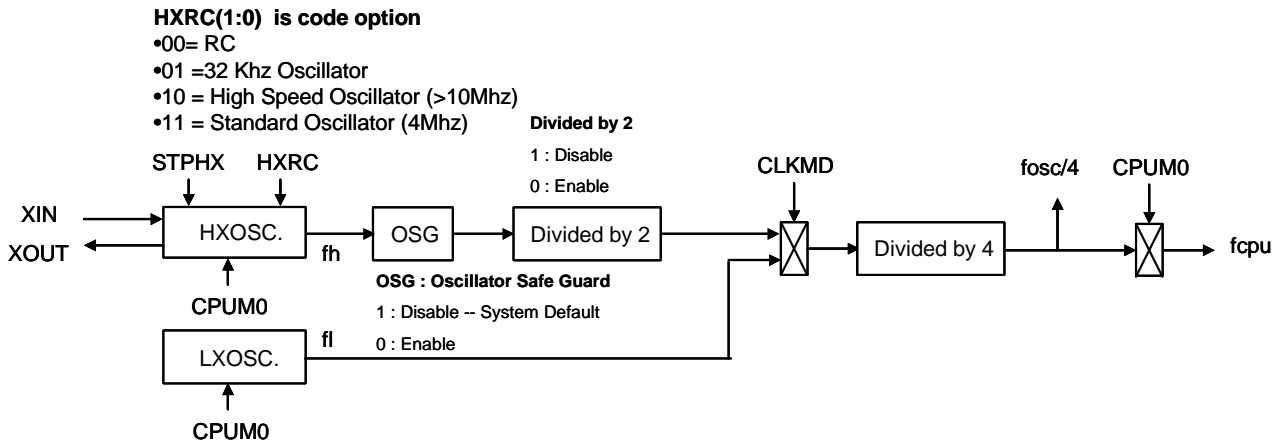 HXRC(1:0)  is code option
•00= RC
•01 =32 Khz Oscillator
•10 = High Speed Oscillator (>10Mhz)
•11 = Standard Oscillator (4Mhz)
Divided by 2
1 : Disable
0 : Enable
STPHX
HXRC
CLKMD
fosc/4
CPUM0
XIN
XOUT
HXOSC.
fh
OSG
Divided by 2
Divided by 4
fcpu
CPUM0
OSG : Oscillator Safe Guard
1 : Disable -- System Default
0 : Enable
fl
LXOSC.
CPUM0